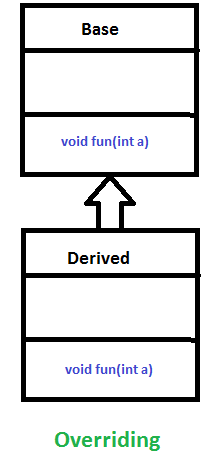 Base
void fun(int a)
Derived
void fun(int a)
Overriding